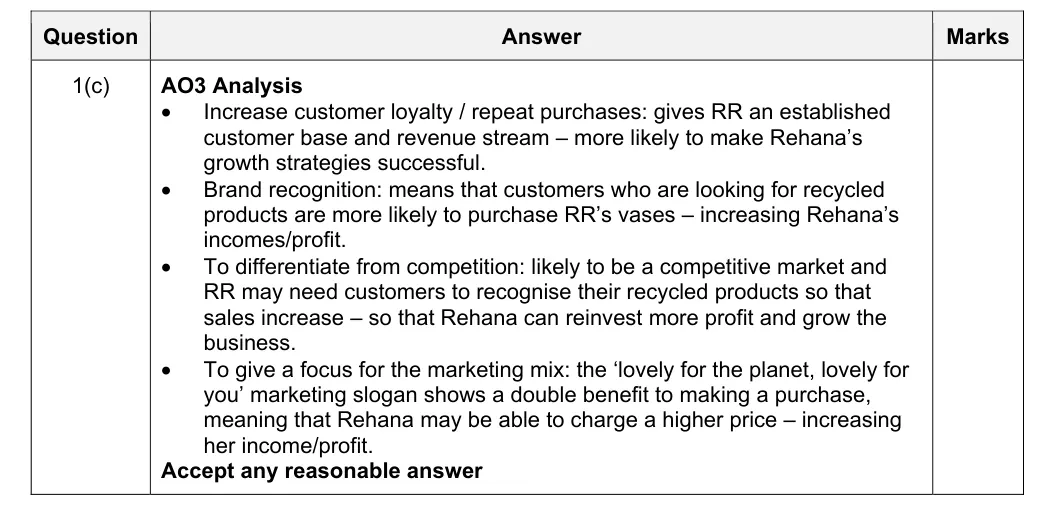 Question Answer Marks
1(c) AO3 Analysis
• Increase customer loyalty / repeat purchases: gives RR an established
customer base and revenue stream – more likely to make Rehana’s
growth strategies successful.
• Brand recognition: means that customers who are looking for recycled
products are more likely to purchase RR’s vases – increasing Rehana’s
incomes/profit.
• To differentiate from competition: likely to be a competitive market and
RR may need customers to recognise their recycled products so that
sales increase – so that Rehana can reinvest more profit and grow the
business.
• To give a focus for the marketing mix: the ‘lovely for the planet, lovely for
you’ marketing slogan shows a double benefit to making a purchase,
meaning that Rehana may be able to charge a higher price – increasing
her income/profit.
Accept any reasonable answer